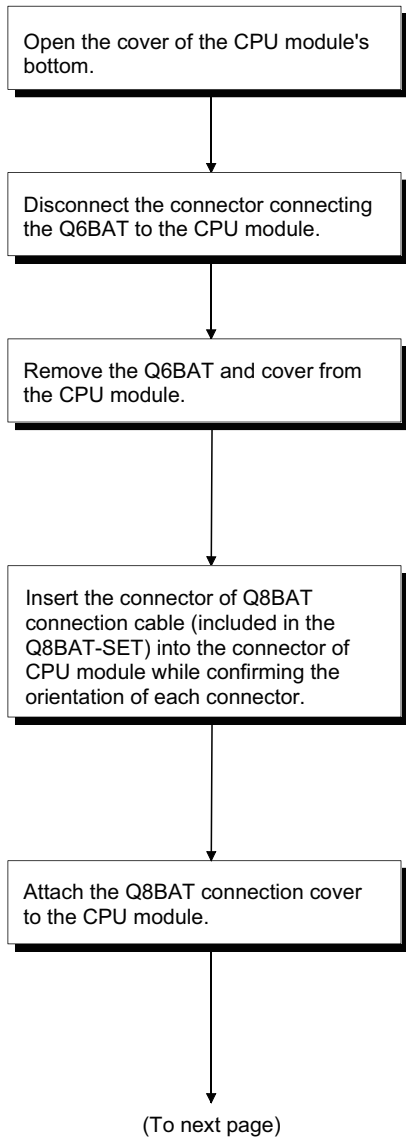 Open the cover of the CPU module's
bottom.
Disconnect the connector connecting
the Q6BAT to the CPU module.
Remove the Q6BAT and cover from
the CPU module.
Insert the connector of Q8BAT
connection cable (included in the
Q8BAT-SET) into the connector of
CPU module while confirming the
orientation of each connector.
Attach the Q8BAT connection cover
to the CPU module.
(To next page)